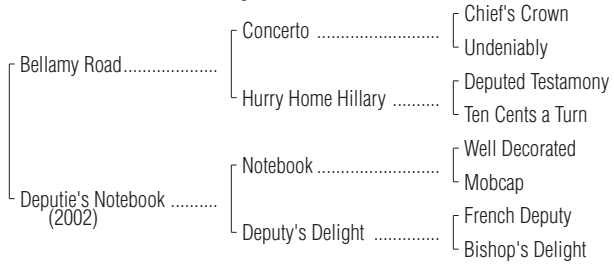 Chief's Crown
Concerto ....................
Undeniably
Bellamy Road...................
Deputed Testamony
Hurry Home Hillary ..........
Ten Cents a Turn
Well Decorated
Notebook ......................
Mobcap
Deputie's Notebook ..........
(2002)
French Deputy
Deputy's Delight ..............
Bishop's Delight